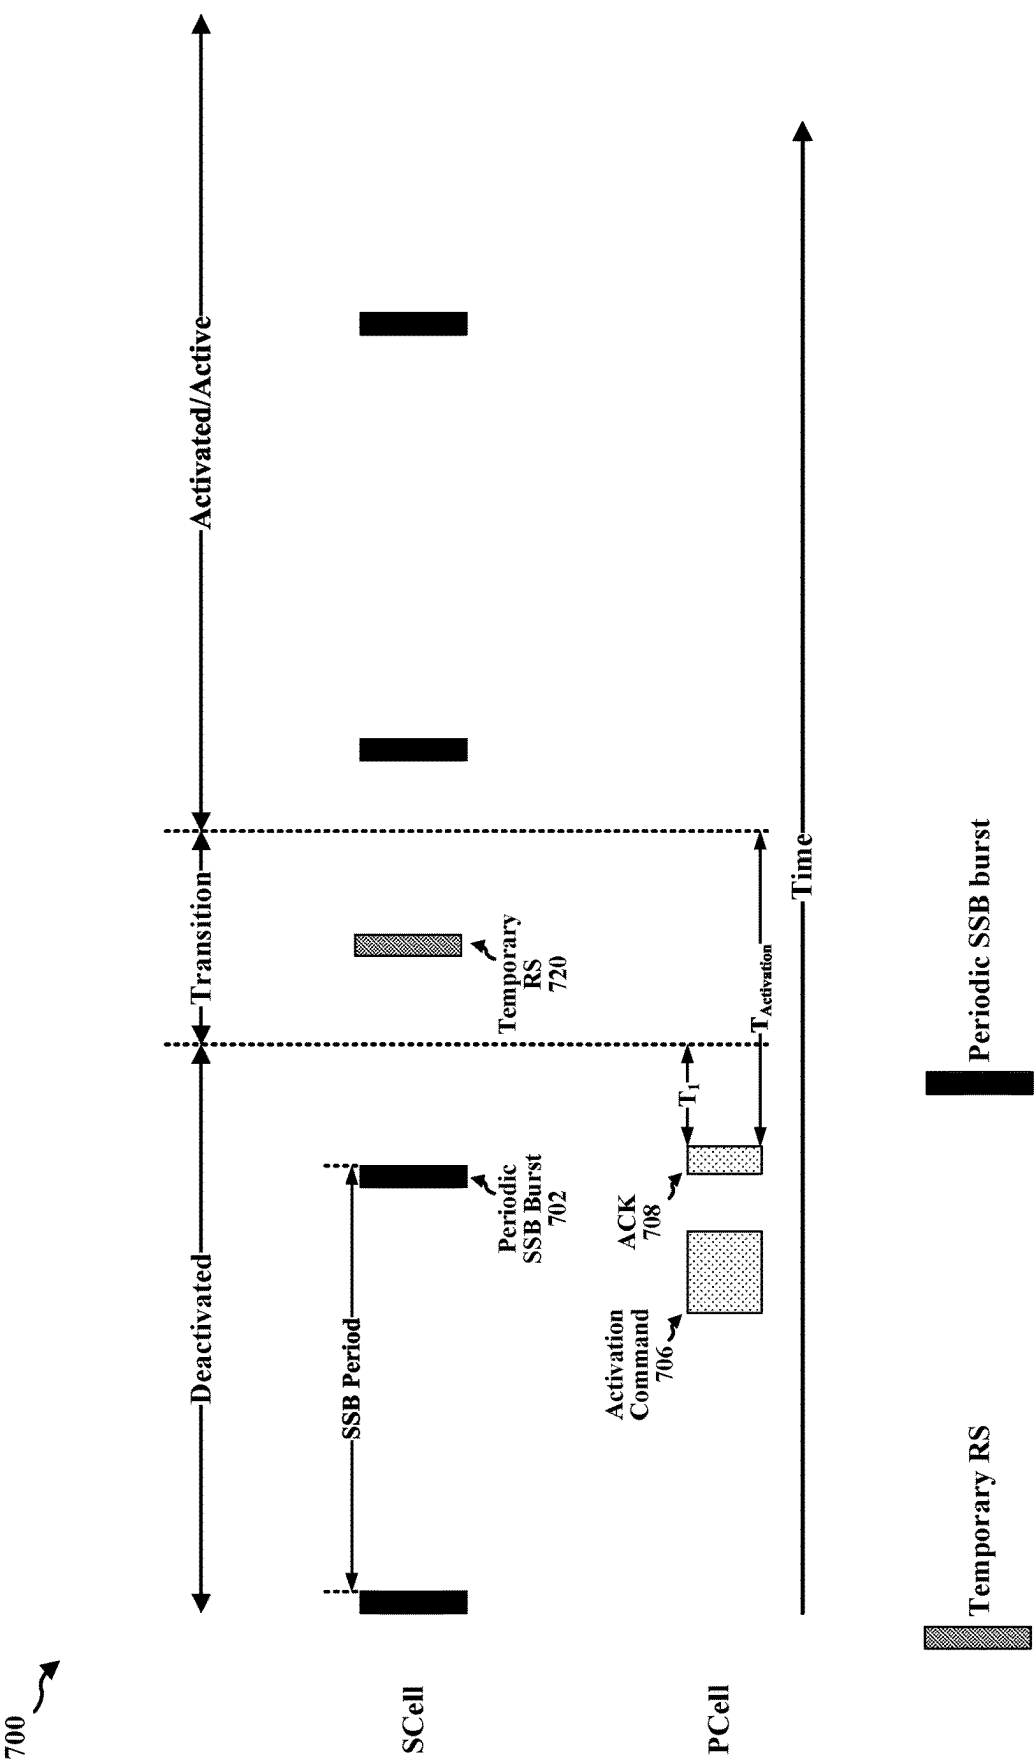 700
Deactivated
Transition
Activated/Active
SCell
SSB Period
Periodic
SSB Burst
702
Temporary
RS
720
PCell
Activation
Command
706
ACK
708
T1
TActivation
Time
Temporary RS
Periodic SSB burst